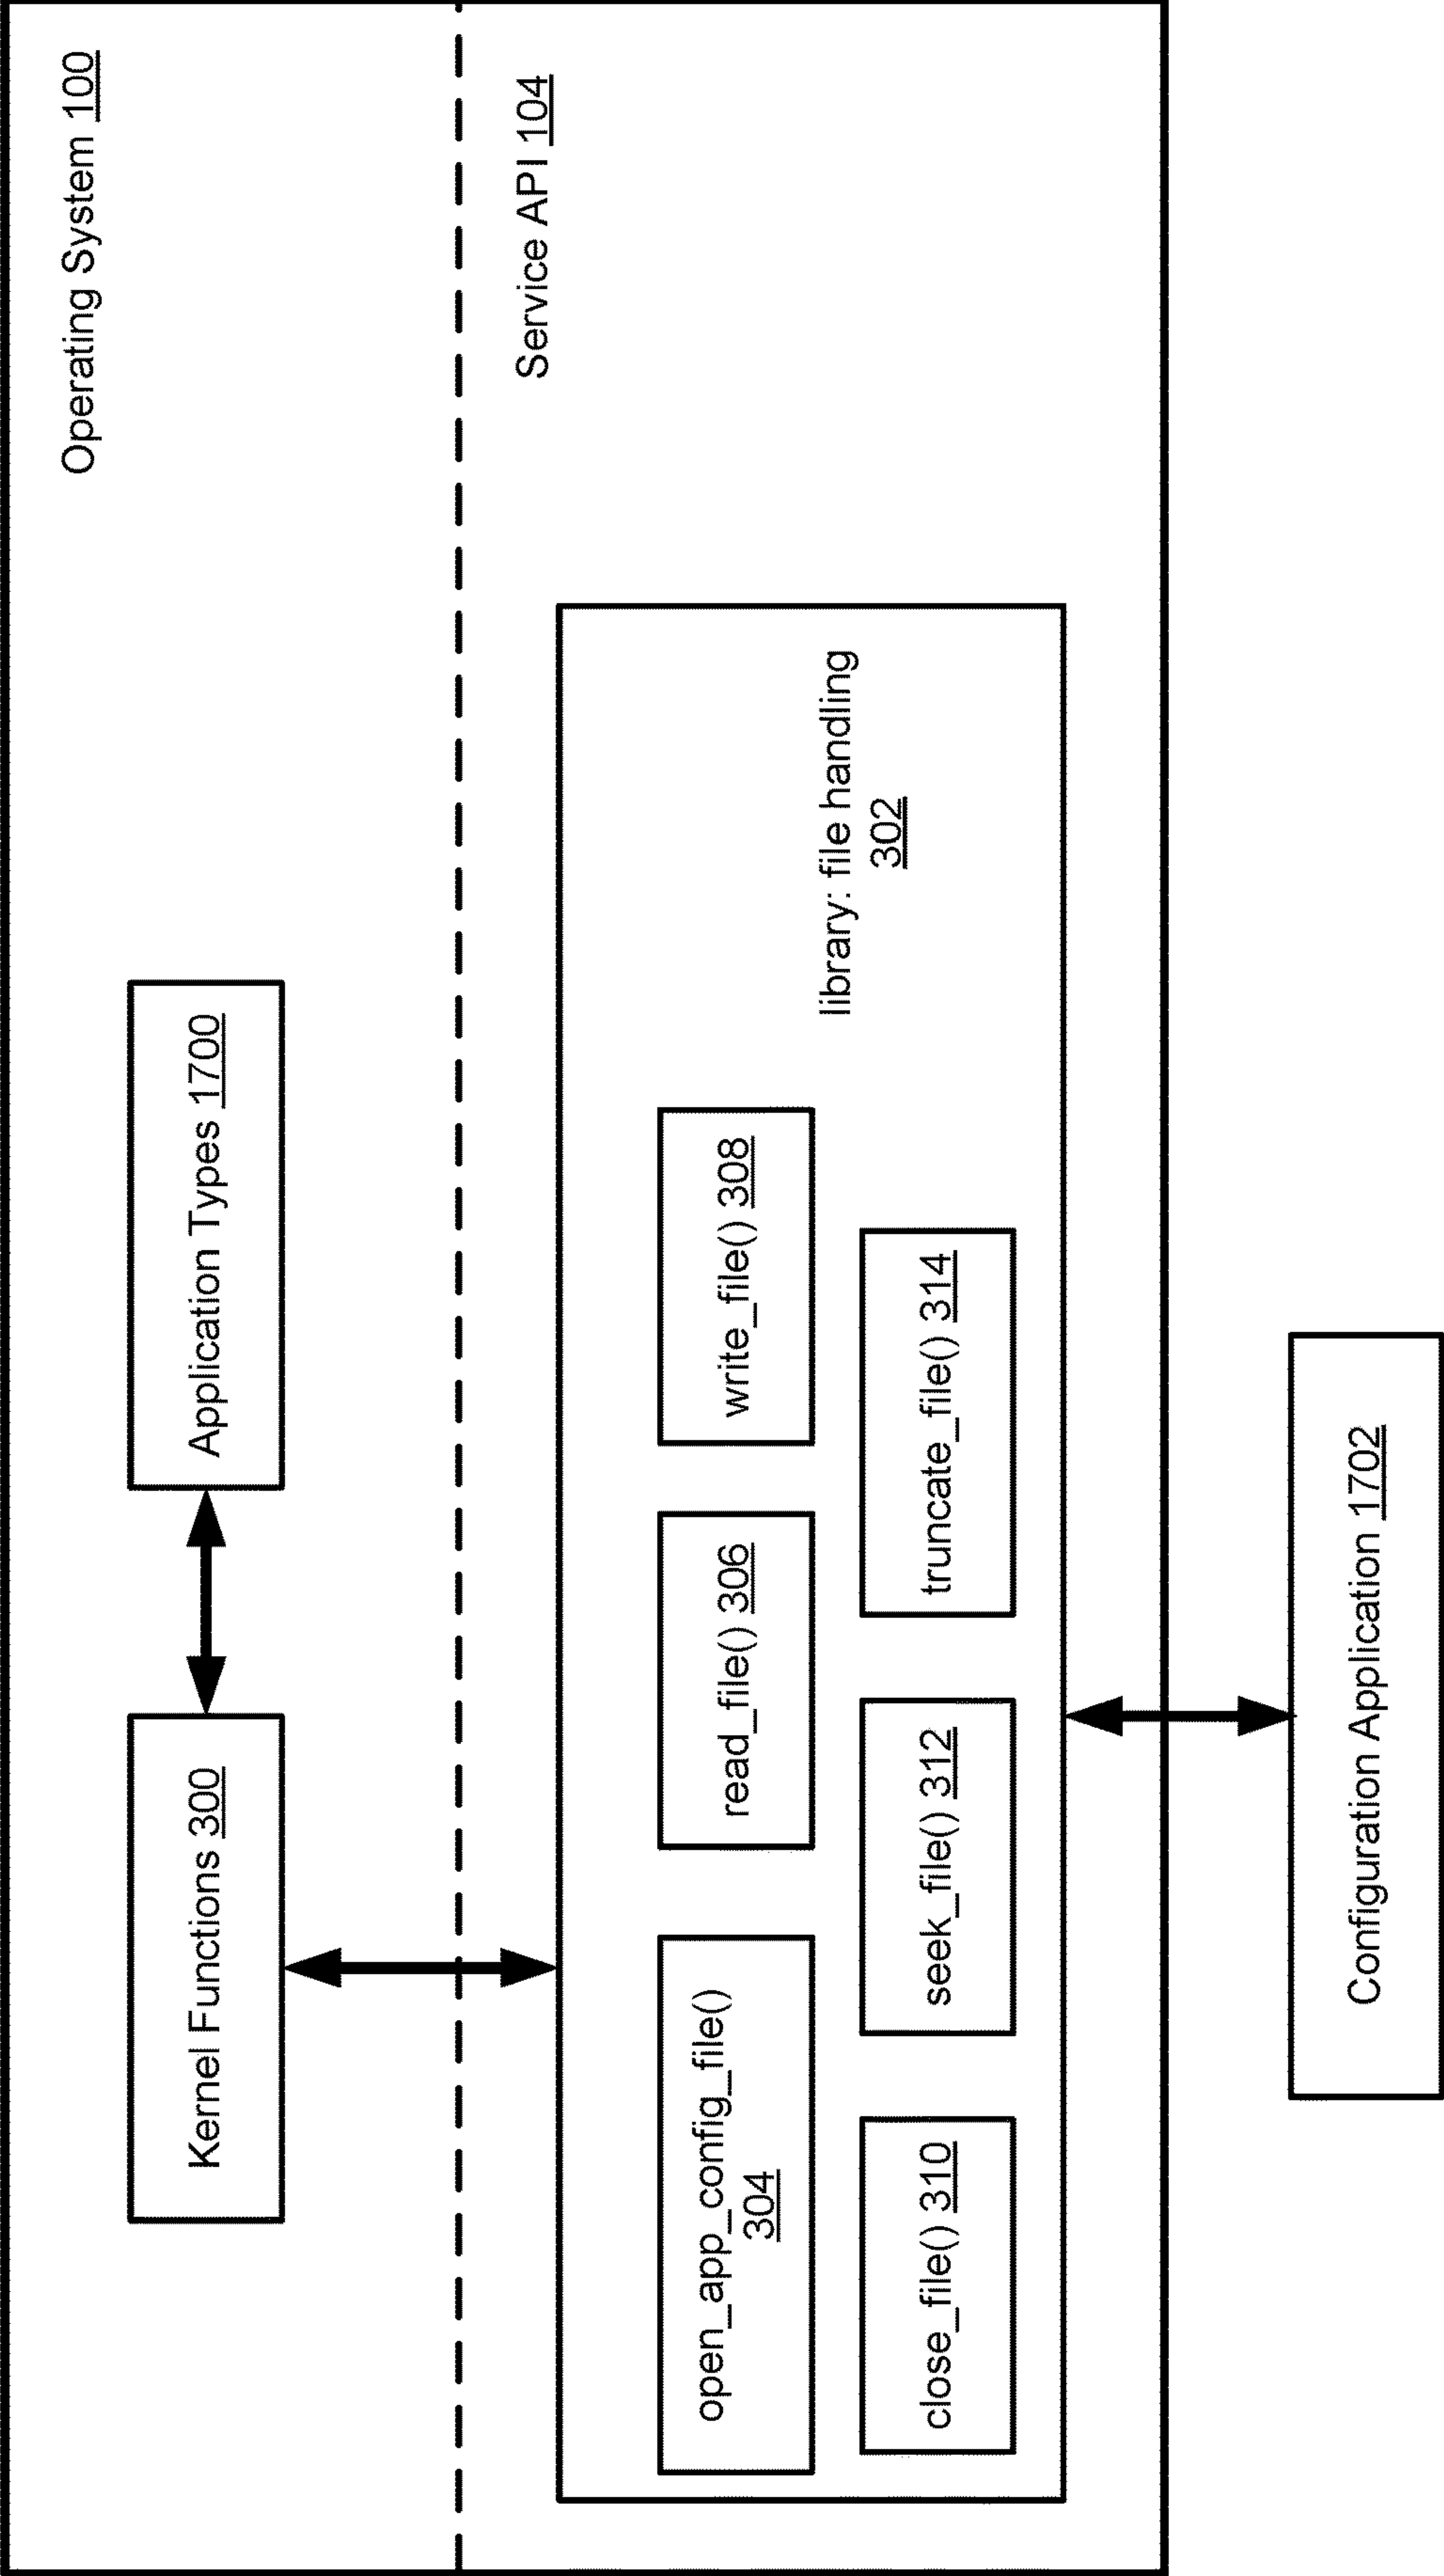 Operating System 100
Kernel Functions 300
Application Types 1700
Service API 104
open_app_config_file()
304
read_file() 306
write_file() 308
close_file() 310
seek_file() 312
truncate_file() 314
library: file handling
302
Configuration Application 1702